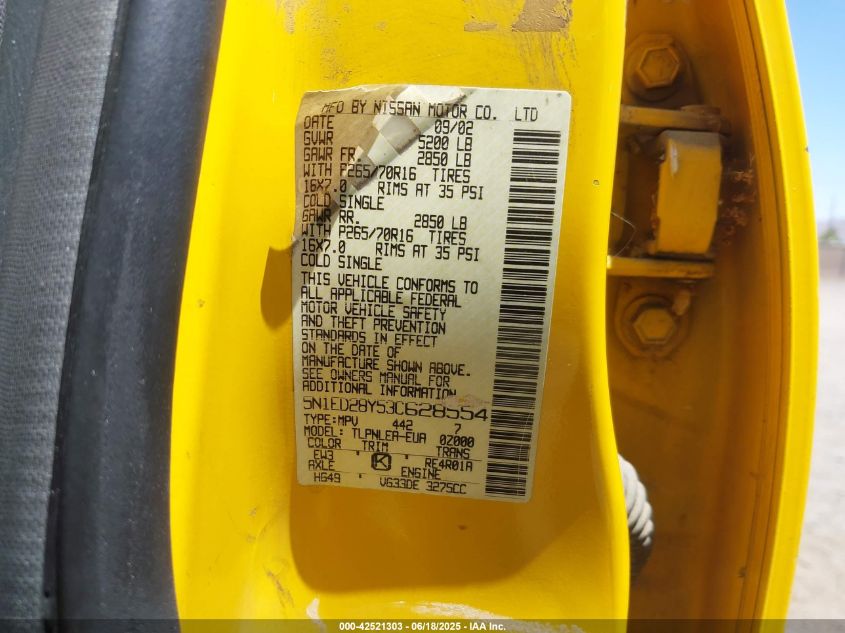 MFD BY NISSAN MOTOR CO. LTD
DATE 09/02
GVWR 5200 LB
GAWR FR. 2850 LB
WITH P265/70R16 TIRES
16X7.0 RIMS AT 35 PSI
COLD SINGLE
GAWR RR. 2850 LB
WITH P265/70R16 TIRES
16X7.0 RIMS AT 35 PSI
COLD SINGLE
THIS VEHICLE CONFORMS TO
ALL APPLICABLE FEDERAL
MOTOR VEHICLE SAFETY
AND THEFT PREVENTION
STANDARDS IN EFFECT
ON THE DATE OF
MANUFACTURE SHOWN ABOVE.
SEE OWNERS MANUAL FOR
ADDITIONAL INFORMATION
5N1ED28Y53C628554
TYPE:MPV 442 7
MODEL: TLPNLEA-EUA 0Z000
COLOR TRIM TRANS
EW3 K RE4R01A
AXLE ENGINE
HG49 VG33DE 3275CC
000-42521303 - 06/18/2025 - IAA Inc.